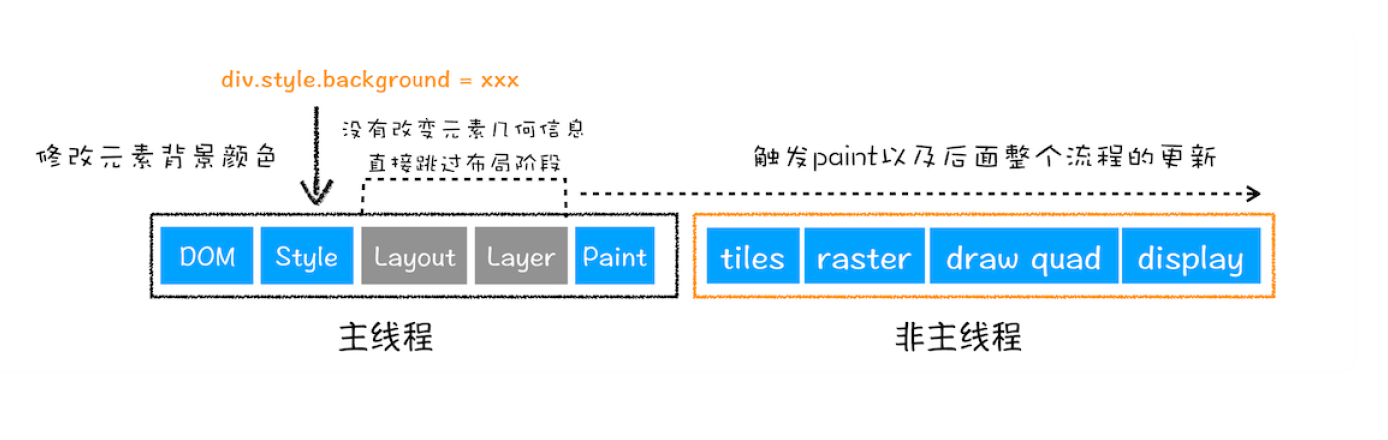 div.style.background = xxx
没有改变元素几何信息
修改元素背景颜色
直接跳过布局阶段
触发paint以及后面整个流程的更新
DOM Style Layout Layer Paint tiles raster draw quad display
主线程 非主线程